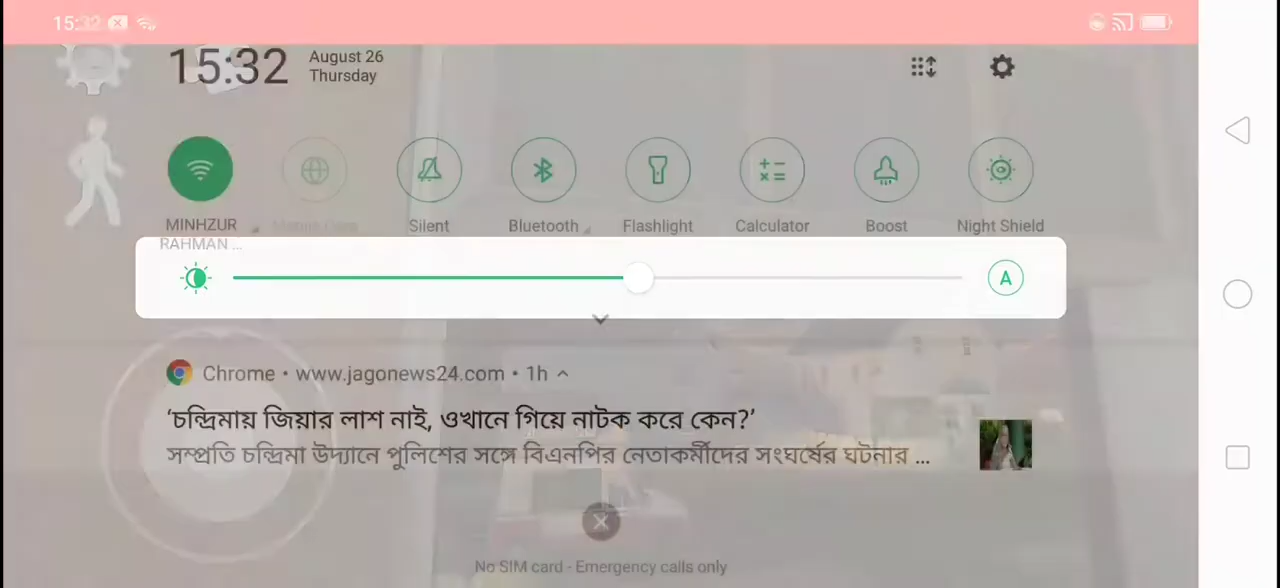 15:32
15:32
August 26
Thursday
MINHZUR
RAHMAN ...
Mobile Data
Silent
Bluetooth
Flashlight
Calculator
Boost
Night Shield
A
Chrome • www.jagonews24.com • 1h
‘চন্দ্রিমায় জিয়ার লাশ নাই, ওখানে গিয়ে নাটক করে কেন?’
সম্প্রতি চন্দ্রিমা উদ্যানে পুলিশের সঙ্গে বিএনপির নেতাকর্মীদের সংঘর্ষের ঘটনার ...
No SIM card - Emergency calls only